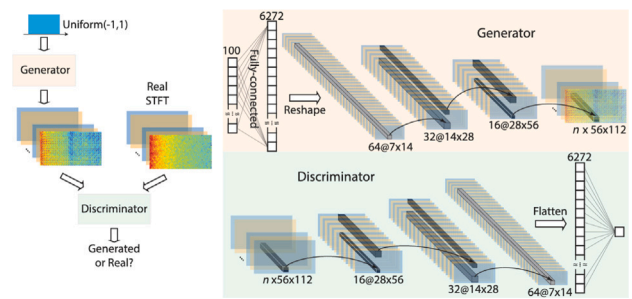 Uniform(-1,1)
Generator
Real
STFT
Discriminator
Generated
or Real?
6272
Generator
100
Fully-connected
Reshape
64@7x14
32@14x28
16@28x56
n x 56x112
Discriminator
6272
Flatten
n x56x112
16@28x56
32@14x28
64@7x14